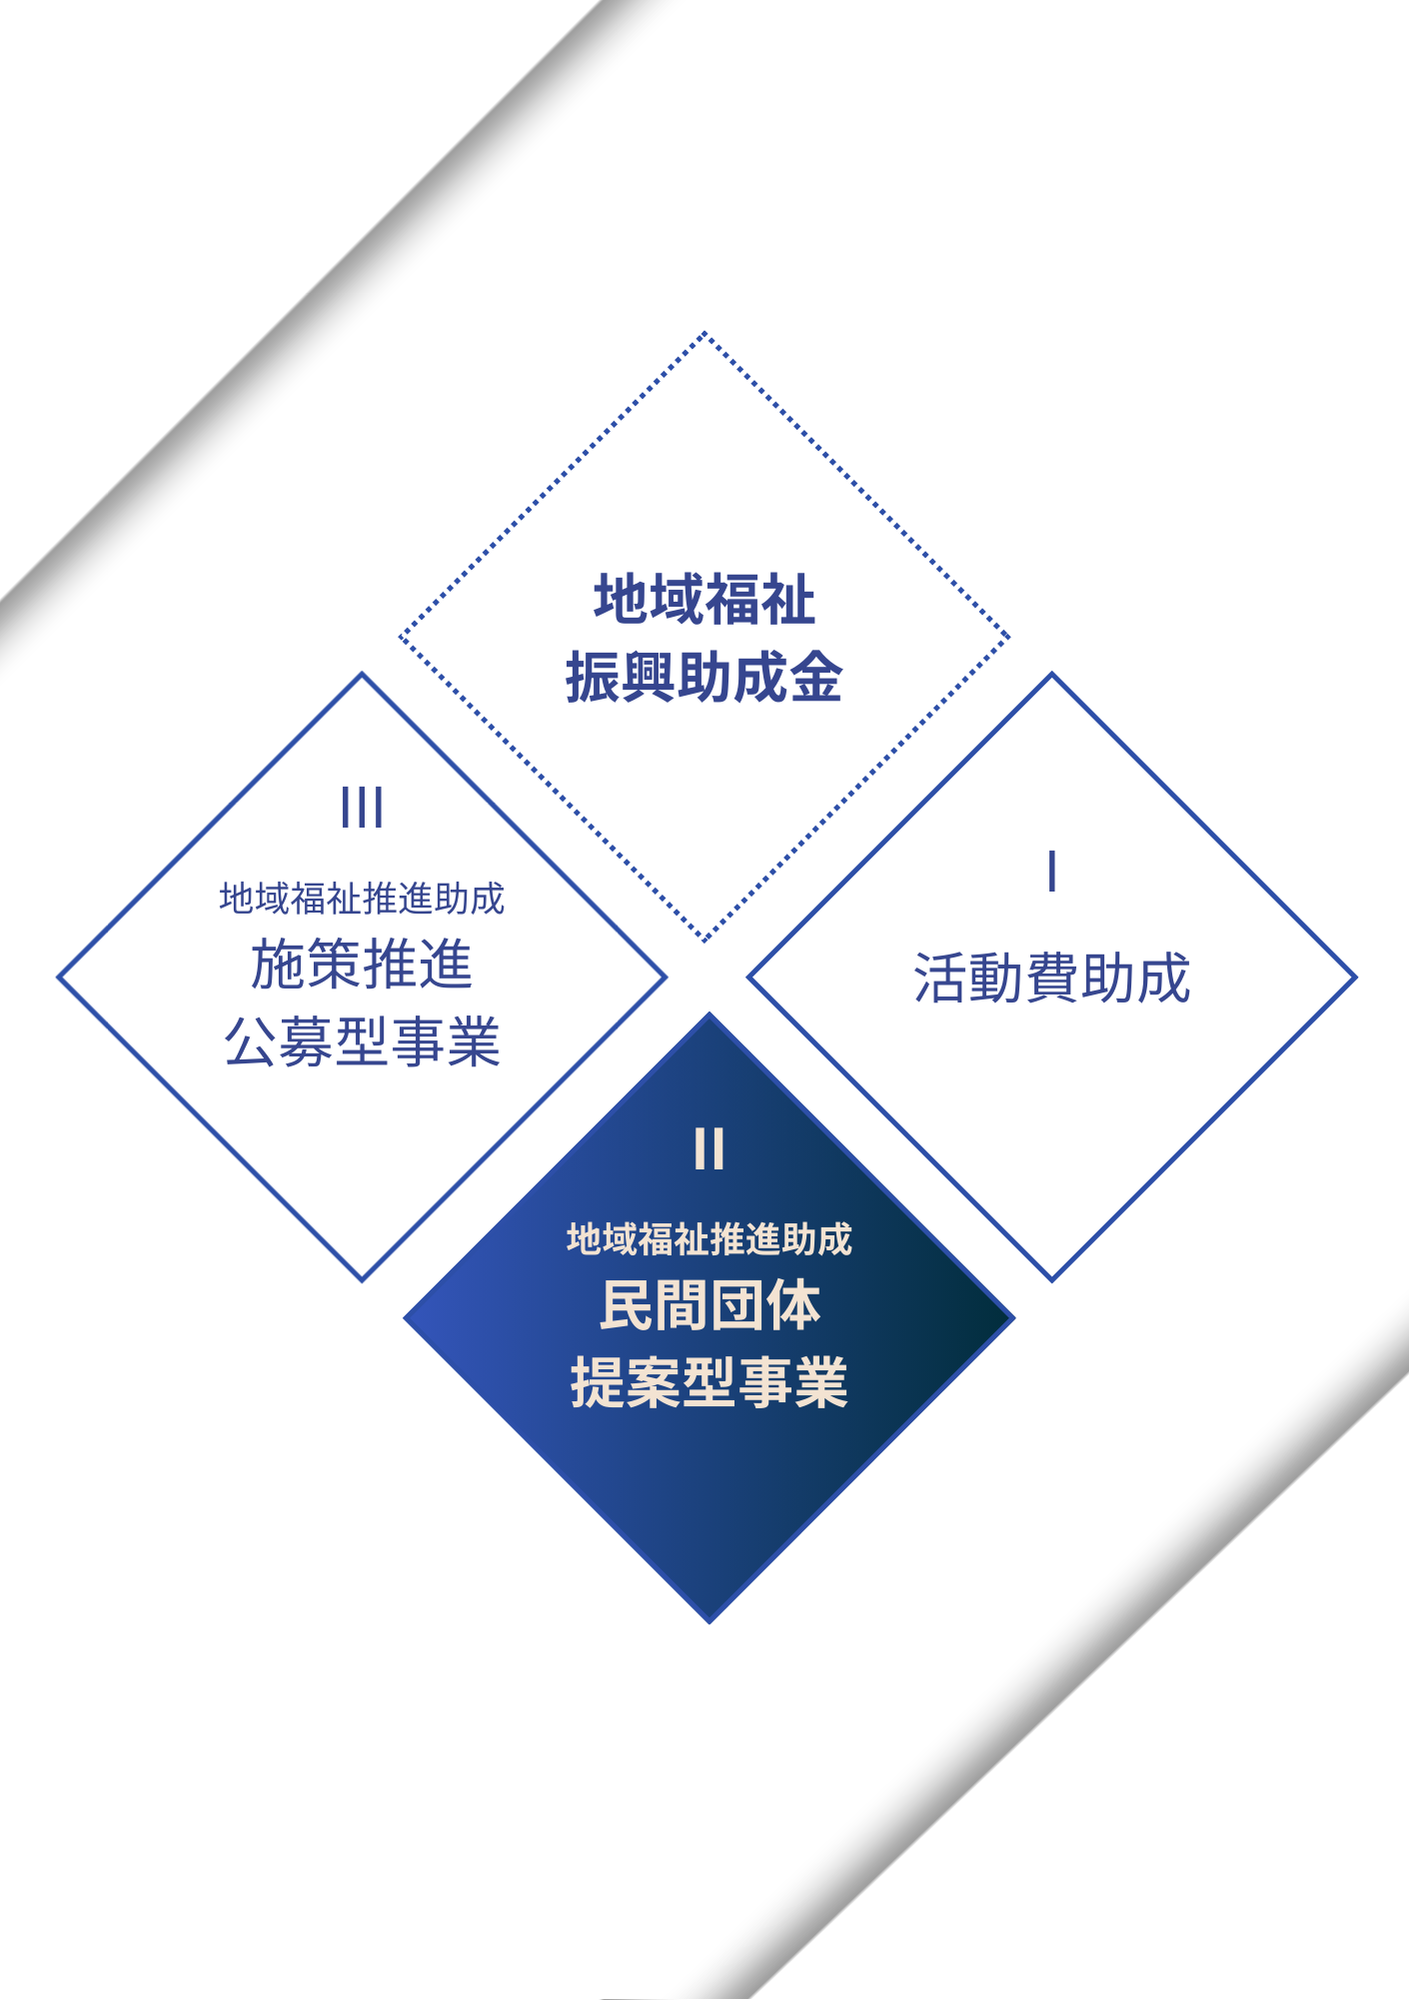 地域福祉
振興助成金
III
地域福祉推進助成
施策推進
公募型事業
I
活動費助成
II
地域福祉推進助成
民間団体
提案型事業